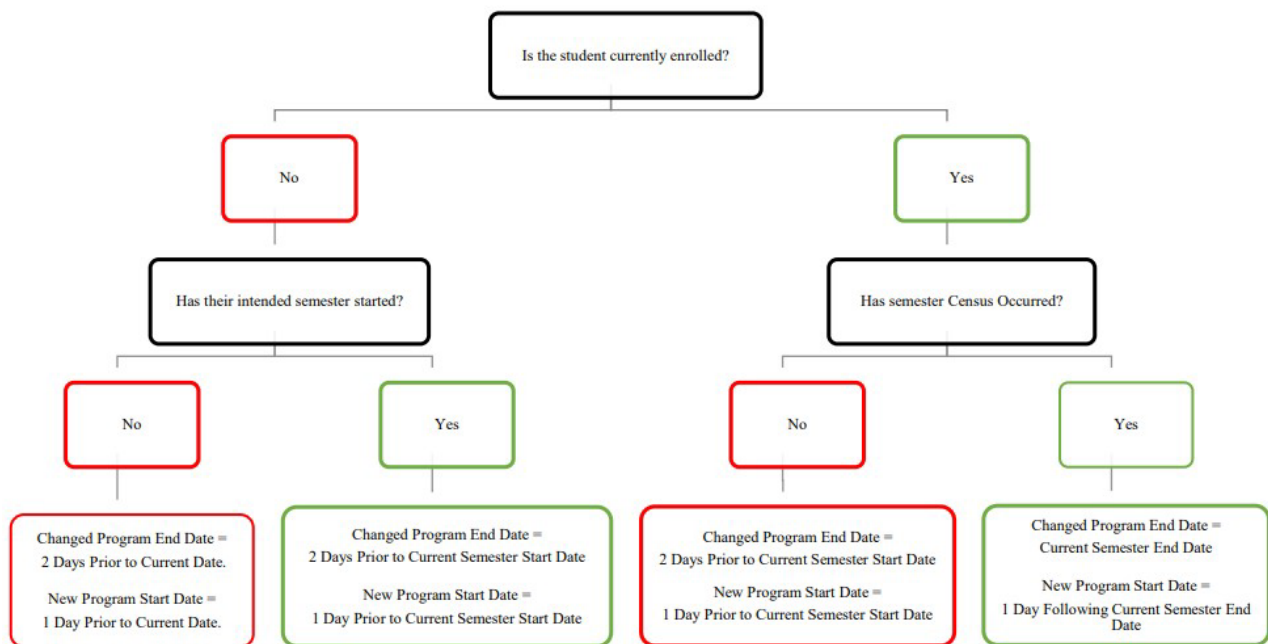 Is the student currently enrolled?
No
Yes
Has their intended semester started?
Has semester Census Occurred?
No
Yes
No
Yes
Changed Program End Date =
2 Days Prior to Current Date.
New Program Start Date =
1 Day Prior to Current Date.
Changed Program End Date =
2 Days Prior to Current Semester Start Date
New Program Start Date =
1 Day Prior to Current Semester Start Date
Changed Program End Date =
2 Days Prior to Current Semester Start Date
New Program Start Date =
1 Day Prior to Current Semester Start Date
Changed Program End Date =
Current Semester End Date
New Program Start Date =
1 Day Following Current Semester End
Date